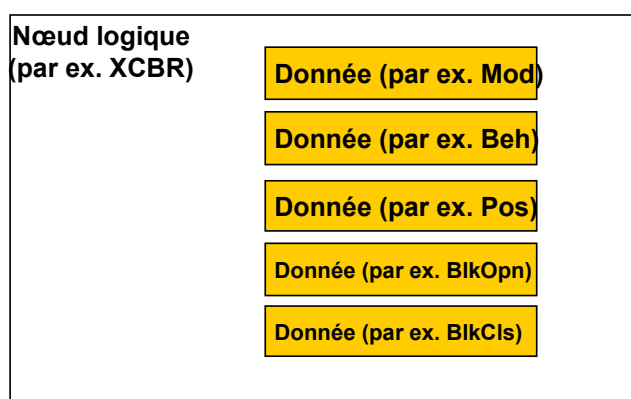 Nœud logique
(par ex. XCBR)
Donnée (par ex. Mod)
Donnée (par ex. Beh)
Donnée (par ex. Pos)
Donnée (par ex. BlkOpn)
Donnée (par ex. BlkCls)